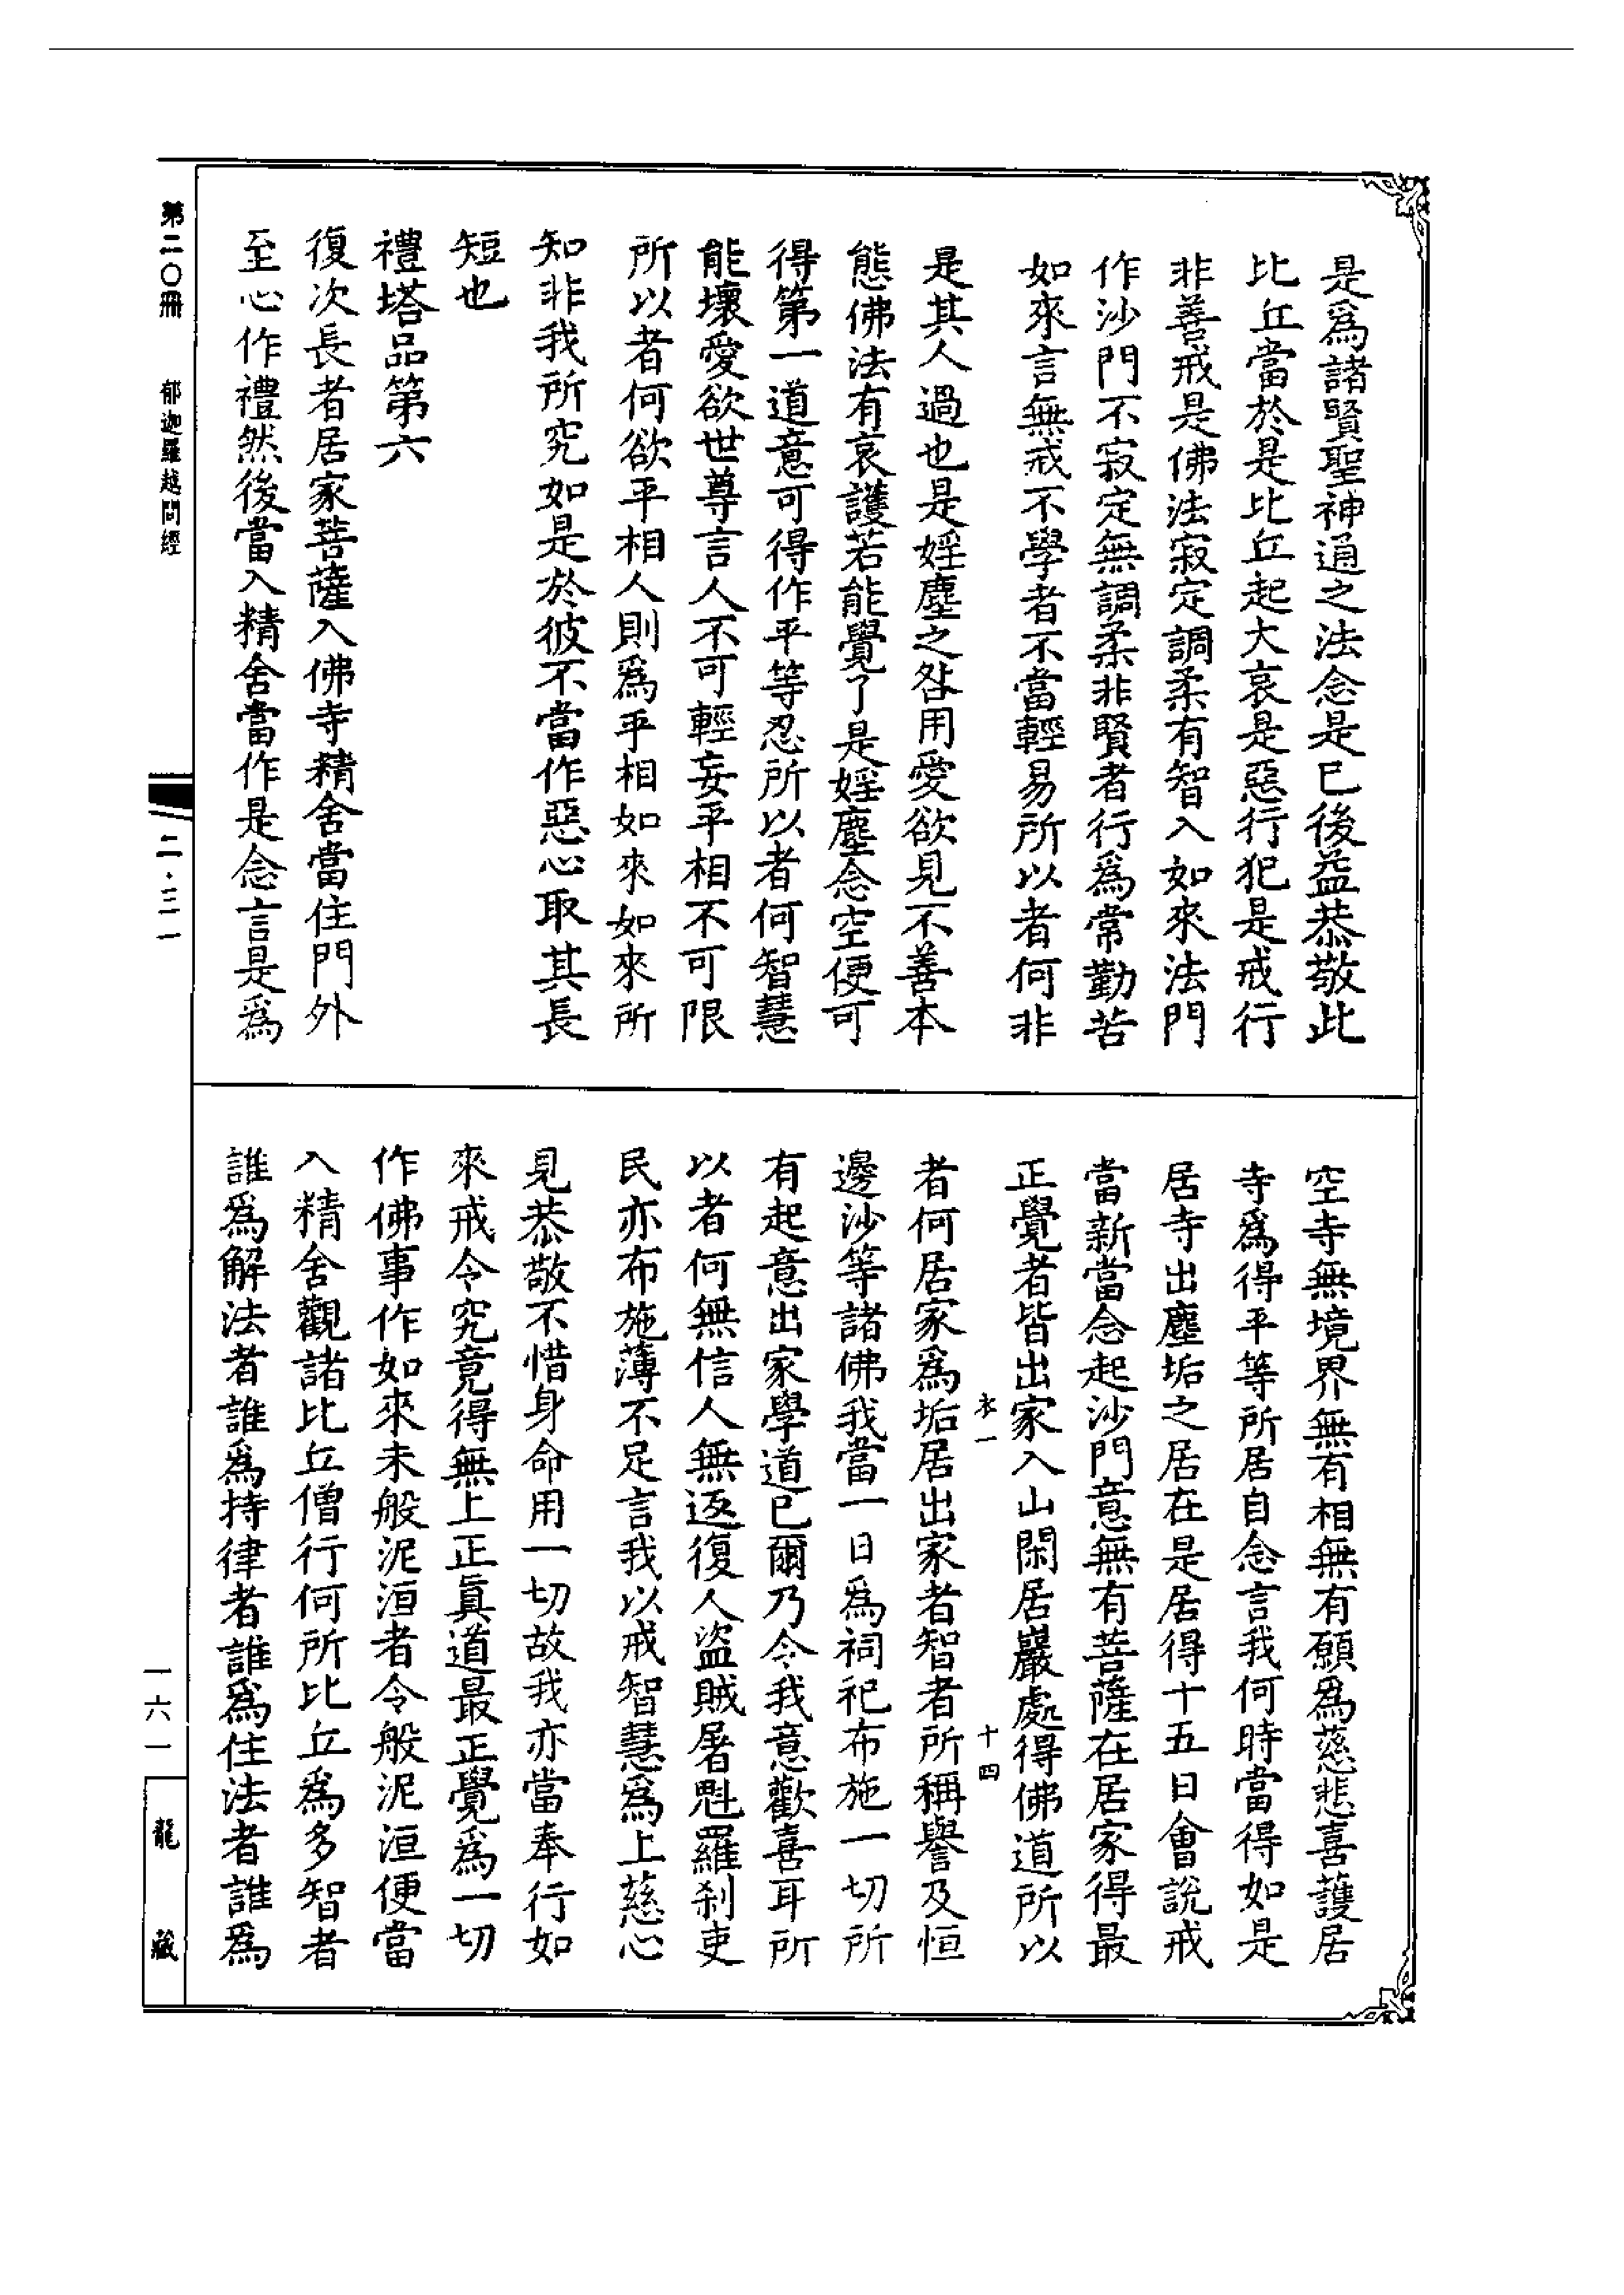 是爲諸賢聖神通之法念是已後益恭敬此
比丘當於是比丘起大哀是惡行犯是戒行
非善戒是佛法寂定調柔有智入如來法門
作沙門不寂定無調柔非賢者行爲常勤苦
如來言無戒不學者不當輕易所以者何非
是其人過也是婬塵之咎用愛欲見不善本
態佛法有哀護若能覺了是婬塵念空便可
得第一道意可得作平等忍所以者何智慧
能壞愛欲世尊言人不可輕妄平相不可限
所以者何欲平相人則爲平相如來如來所
知非我所究如是於彼不當作惡心取其長
短也
禮塔品第六
復次長者居家菩薩入佛寺精舍當住門外
至心作禮然後當入精舍當作是念言是爲
空寺無境界無有相無有願爲慈悲喜護居
寺爲得平等所居自念言我何時當得如是
居寺出塵垢之居在是居得十五日會說戒
當新當念起沙門意無有菩薩在居家得最
正覺者皆出家入山閑居巖處得佛道所以
衣一 十四
者何居家爲垢居出家者智者所稱譽及恒
邊沙等諸佛我當一日爲祠祀布施一切所
有起意出家學道已爾乃令我意歡喜耳所
以者何無信人無返復人盜賊屠魁羅剎吏
民亦布施薄不足言我以戒智慧爲上慈心
見恭敬不惜身命用一切故我亦當奉行如
來戒令究竟得無上正眞道最正覺爲一切
作佛事作如來未般泥洹者令般泥洹便當
入精舍觀諸比丘僧行何所比丘爲多智者
誰爲解法者誰爲持律者誰爲住法者誰爲
第二〇冊 郁迦羅越問經
二·三一
一六一
龍藏